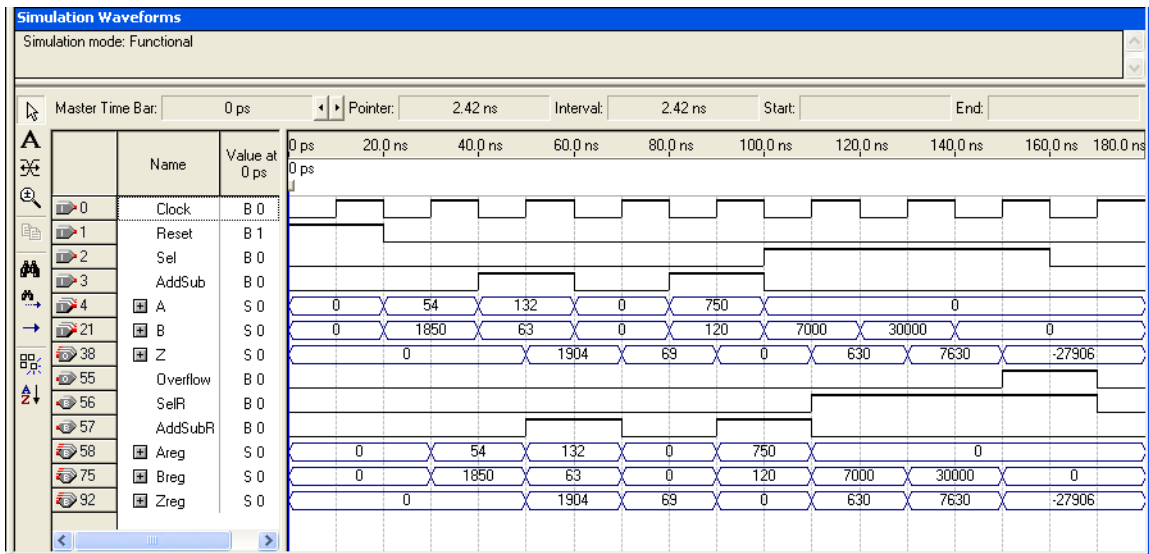 Simulation Waveforms
Simulation mode: Functional
Master Time Bar: 0 ps Pointer: 2.42 ns Interval: 2.42 ns Start: End:
Name Value at 0 ps 0 ps 20.0 ns 40.0 ns 60.0 ns 80.0 ns 100.0 ns 120.0 ns 140.0 ns 160.0 ns 180.0 ns
0 ps
0 Clock B 0
1 Reset B 1
2 Sel B 0
3 AddSub B 0
4 A S 0 0 54 132 0 750 0
21 B S 0 0 1850 63 0 120 7000 30000 0
38 Z S 0 0 1904 69 0 630 7630 -27906
55 Overflow B 0
56 SelR B 0
57 AddSubR B 0
58 Areg S 0 0 54 132 0 750 0
75 Breg S 0 0 1850 63 0 120 7000 30000 0
92 Zreg S 0 0 1904 69 0 630 7630 -27906